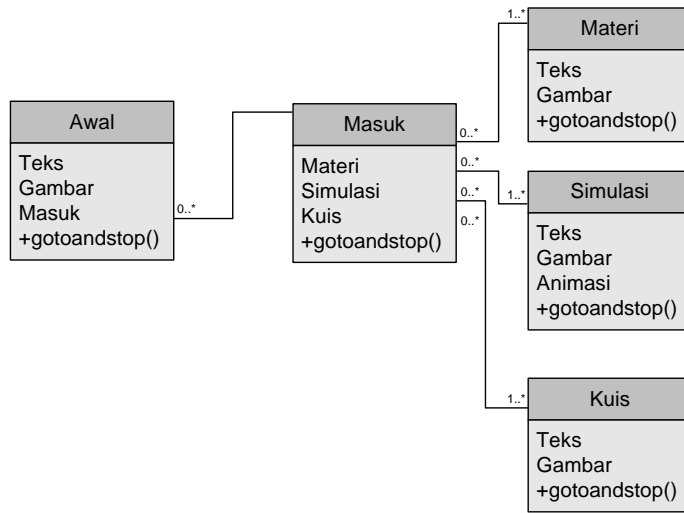 Awal
Teks
Gambar
Masuk
+gotoandstop()
0..*
Masuk
Materi
Simulasi
Kuis
+gotoandstop()
0..*
0..*
0..*
0..*
1..*
Materi
Teks
Gambar
+gotoandstop()
1..*
Simulasi
Teks
Gambar
Animasi
+gotoandstop()
1..*
Kuis
Teks
Gambar
+gotoandstop()